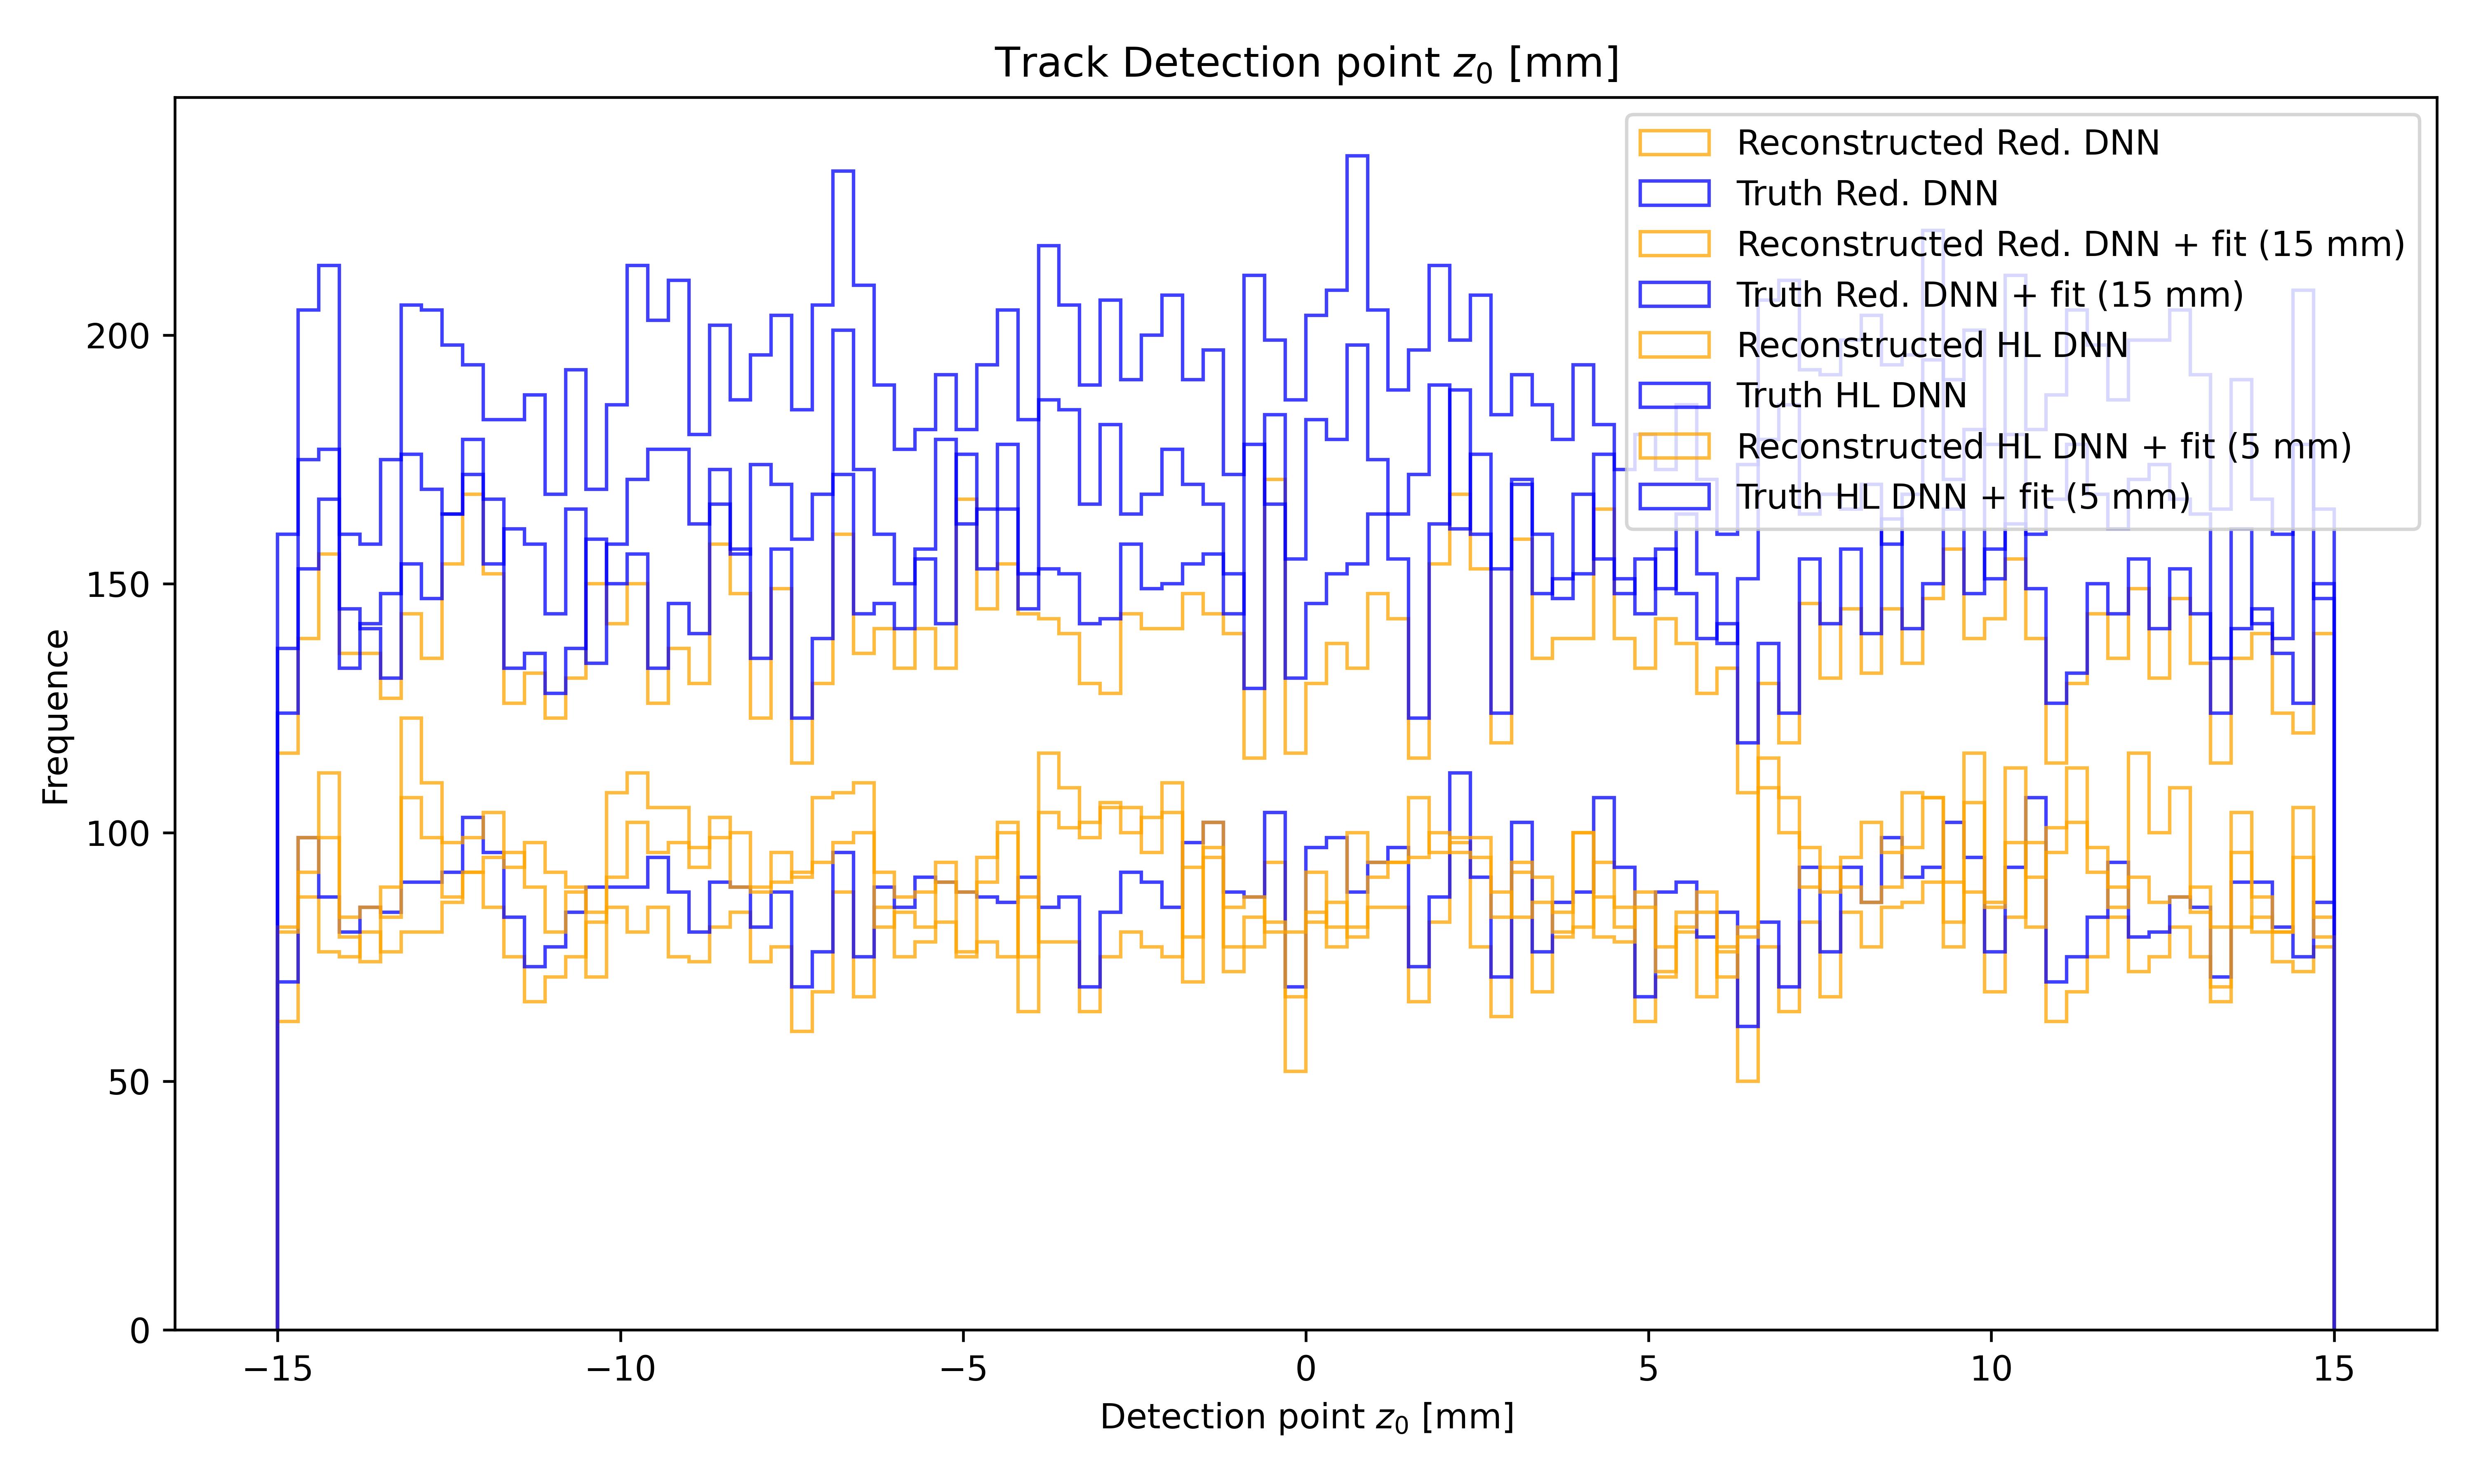 Track Detection point z₀ [mm]
Reconstructed Red. DNN
Truth Red. DNN
Reconstructed Red. DNN + fit (15 mm)
Truth Red. DNN + fit (15 mm)
Reconstructed HL DNN
Truth HL DNN
Reconstructed HL DNN + fit (5 mm)
Truth HL DNN + fit (5 mm)
Frequence
200
150
100
50
0
−15 −10 −5 0 5 10 15
Detection point z₀ [mm]